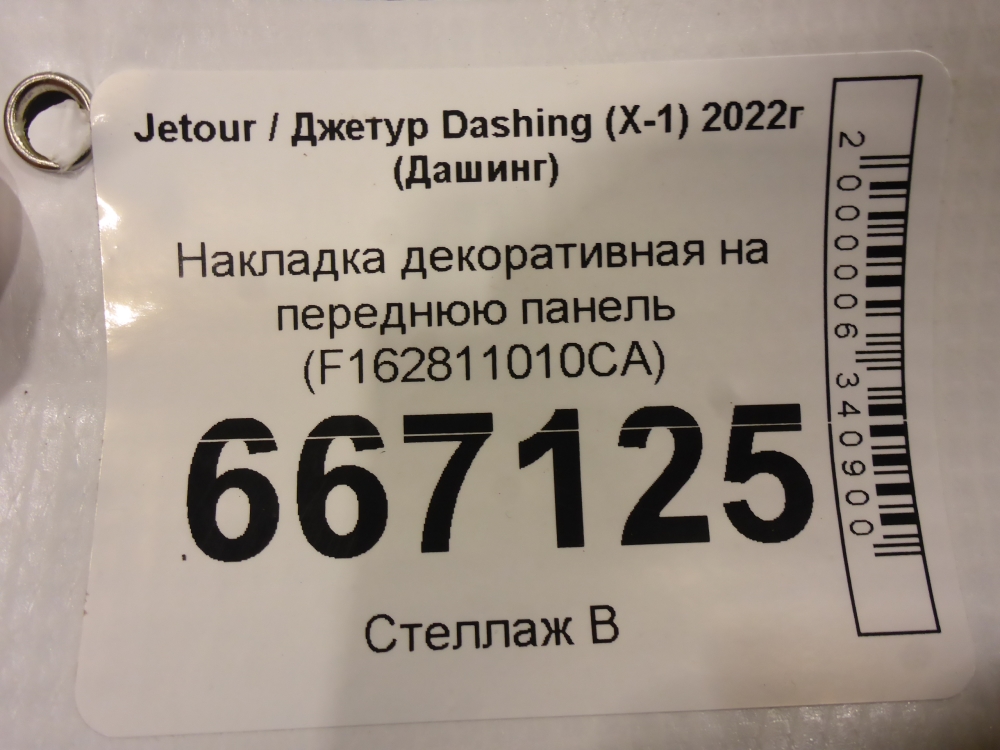 Jetour / Джетур Dashing (X-1) 2022г
(Дашинг)
Накладка декоративная на
переднюю панель
(F162811010CA)
667125
Стеллаж В
2000006340900